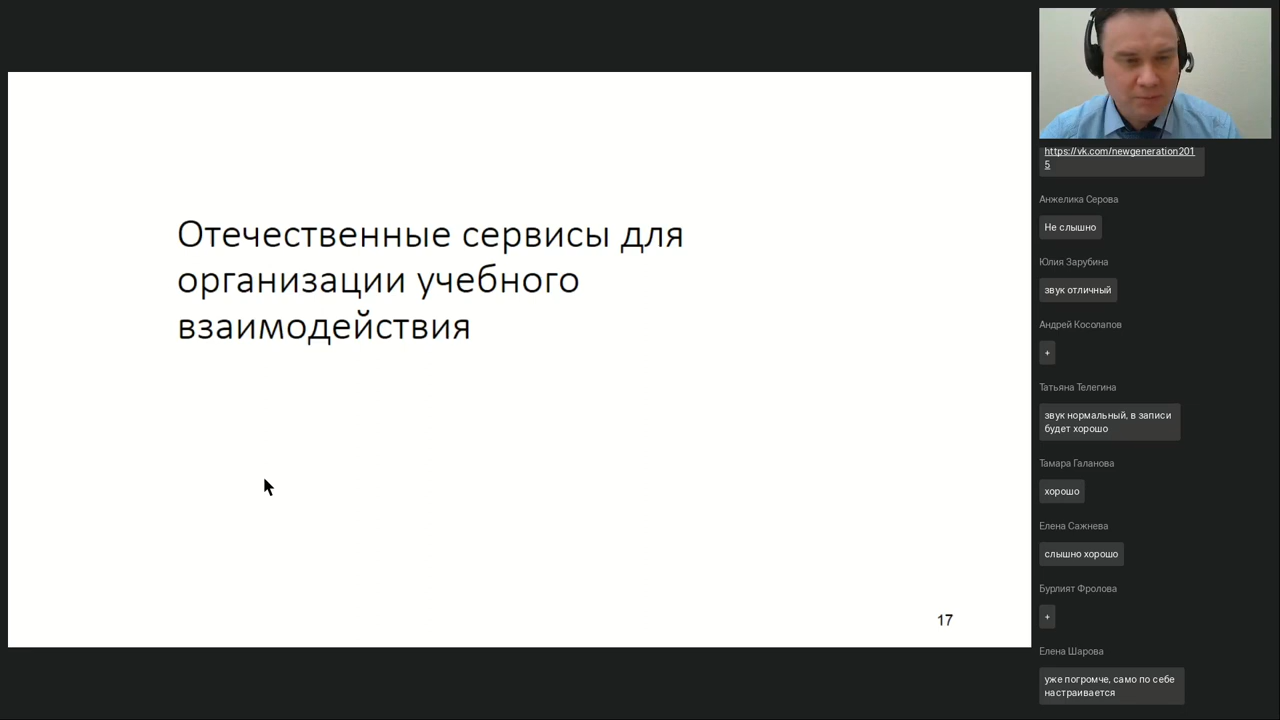 Отечественные сервисы для
организации учебного
взаимодействия
17
https://vk.com/newgeneration201
5
Анжелика Серова
Не слышно
Юлия Зарубина
звук отличный
Андрей Косолапов
+
Татьяна Телегина
звук нормальный, в записи
будет хорошо
Тамара Галанова
хорошо
Елена Сажнева
слышно хорошо
Бурлият Фролова
+
Елена Шарова
уже погромче, само по себе
настраивается